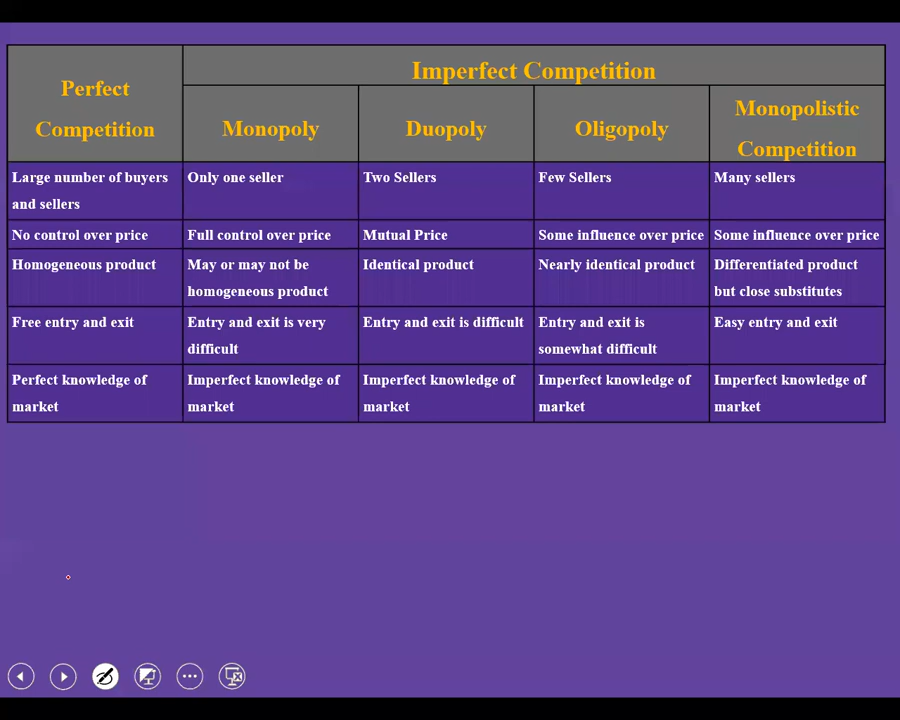 Perfect
Competition
Imperfect Competition
Monopoly
Duopoly
Oligopoly
Monopolistic
Competition
Large number of buyers
and sellers
Only one seller
Two Sellers
Few Sellers
Many sellers
No control over price
Full control over price
Mutual Price
Some influence over price
Some influence over price
Homogeneous product
May or may not be
homogeneous product
Identical product
Nearly identical product
Differentiated product
but close substitutes
Free entry and exit
Entry and exit is very
difficult
Entry and exit is difficult
Entry and exit is
somewhat difficult
Easy entry and exit
Perfect knowledge of
market
Imperfect knowledge of
market
Imperfect knowledge of
market
Imperfect knowledge of
market
Imperfect knowledge of
market